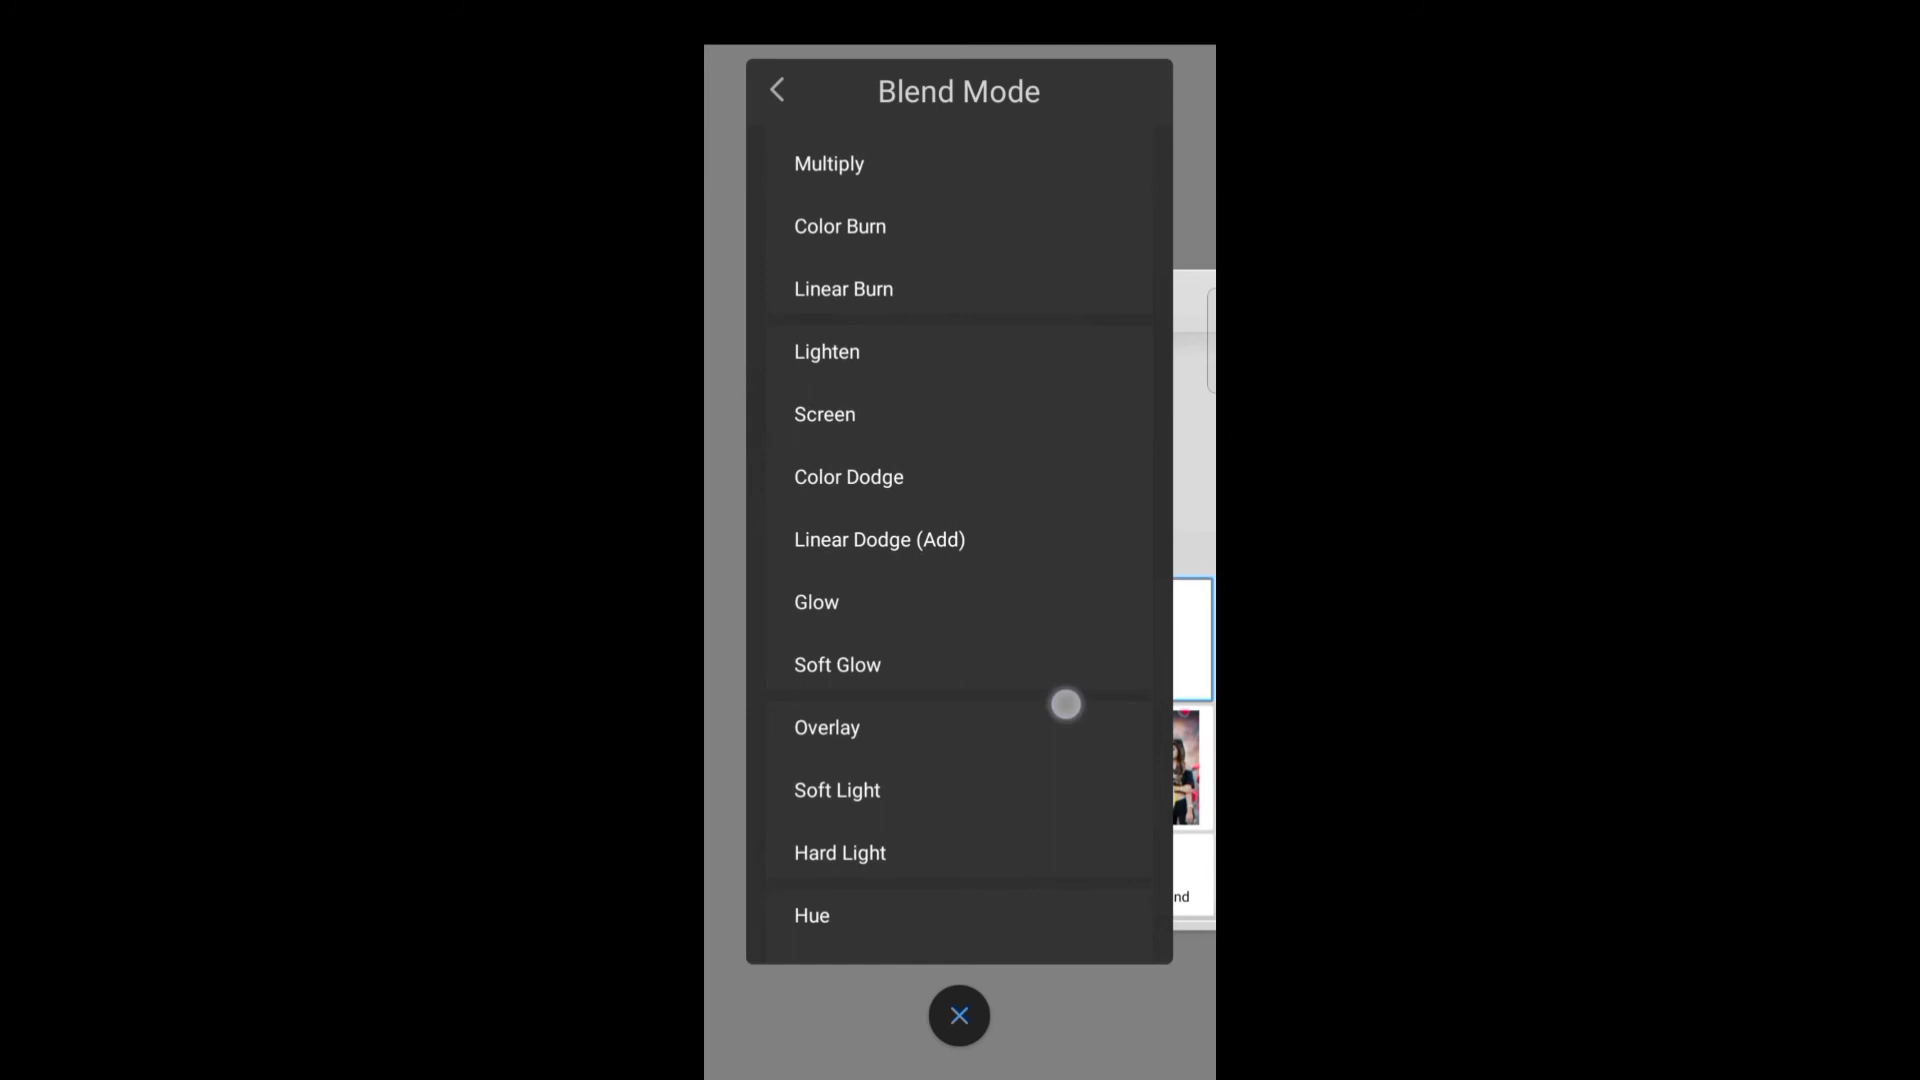 Blend Mode
Multiply
Color Burn
Linear Burn
Lighten
Screen
Color Dodge
Linear Dodge (Add)
Glow
Soft Glow
Overlay
Soft Light
Hard Light
nd
Hue